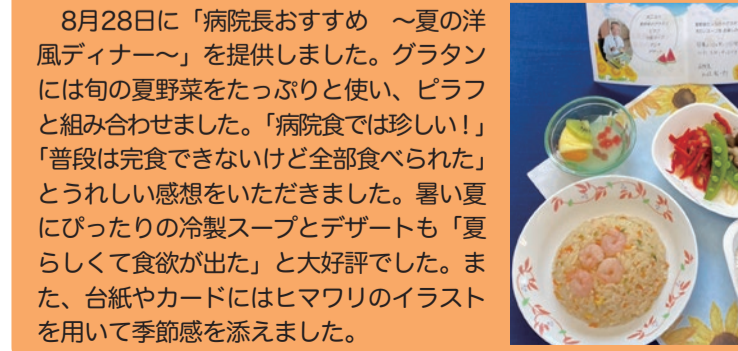 8月28日に「病院長おすすめ　～夏の洋
風ディナー～」を提供しました。グラタン
には旬の夏野菜をたっぷりと使い、ピラフ
と組み合わせました。「病院食では珍しい！」
「普段は完食できないけど全部食べられた」
とうれしい感想をいただきました。暑い夏
にぴったりの冷製スープとデザートも「夏
らしくて食欲が出た」と大好評でした。ま
た、台紙やカードにはヒマワリのイラスト
を用いて季節感を添えました。